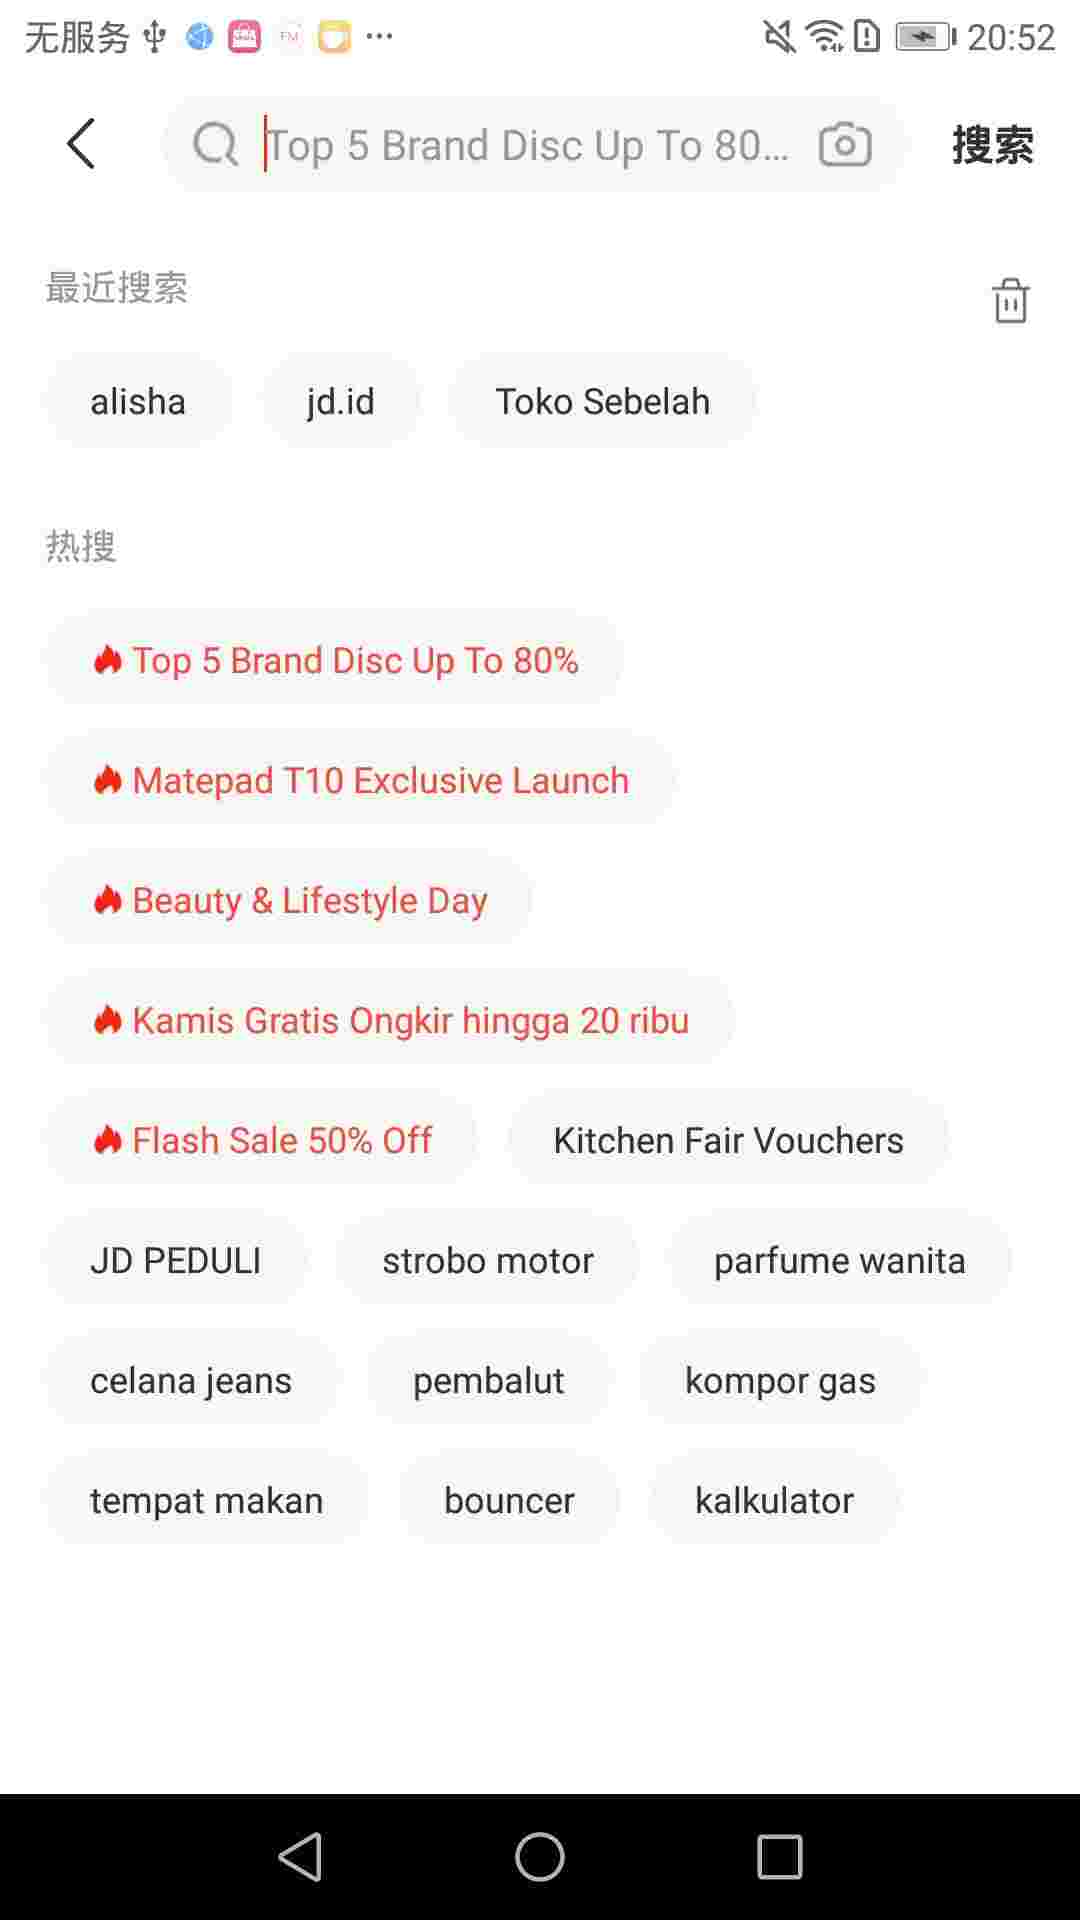 无服务 FM 20:52
Top 5 Brand Disc Up To 80... 搜索
最近搜索
alisha jd.id Toko Sebelah
热搜
Top 5 Brand Disc Up To 80%
Matepad T10 Exclusive Launch
Beauty & Lifestyle Day
Kamis Gratis Ongkir hingga 20 ribu
Flash Sale 50% Off Kitchen Fair Vouchers
JD PEDULI strobo motor parfume wanita
celana jeans pembalut kompor gas
tempat makan bouncer kalkulator